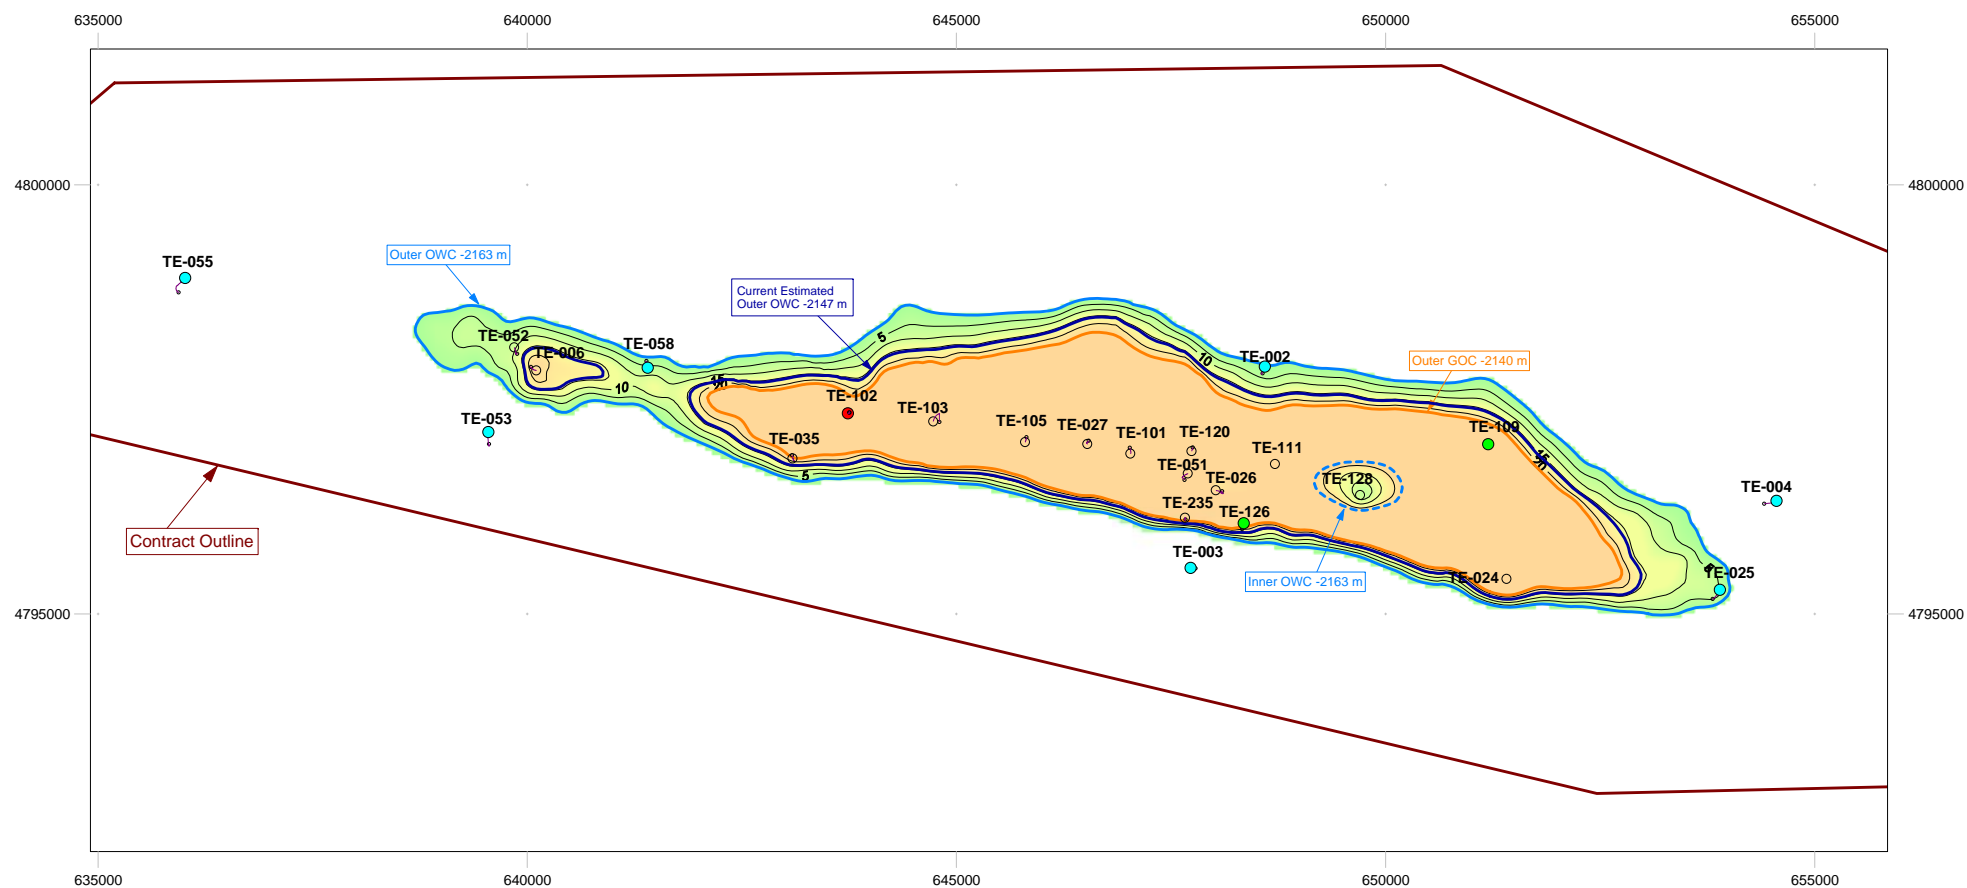 635000
640000
645000
650000
655000
4800000
4800000
TE-055
Outer OWC -2163 m
Current Estimated
Outer OWC -2147 m
TE-052
TE-006
TE-058
5
10
TE-002
Outer GOC -2140 m
10
15
TE-102
TE-103
TE-053
TE-035
TE-105
TE-027
TE-101
TE-120
TE-111
TE-109
15
20
5
TE-051
TE-026
TE-128
TE-004
TE-235
TE-126
Contract Outline
TE-003
Inner OWC -2163 m
TE-024
TE-025
4795000
4795000
635000
640000
645000
650000
655000